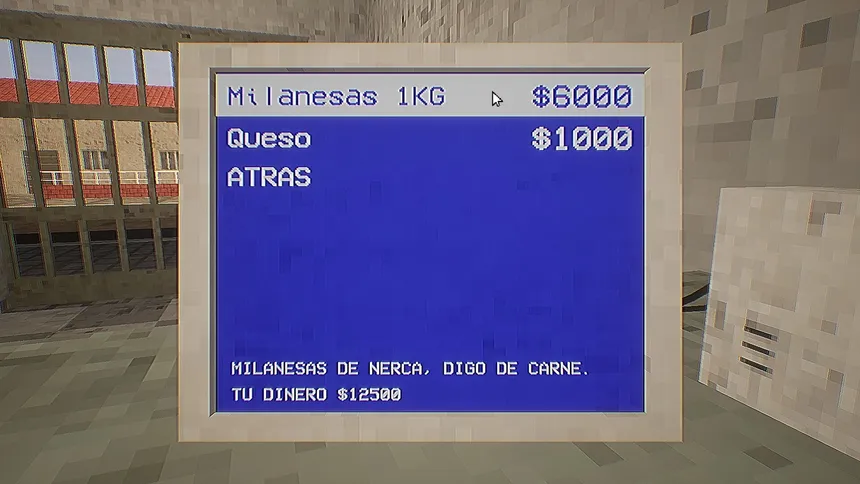 Milanesas 1KG $6000
Queso $1000
ATRAS
MILANESAS DE NERCA, DIGO DE CARNE.
TU DINERO $12500